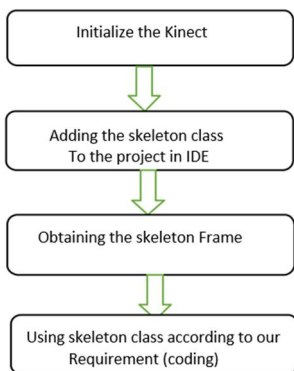 Initialize the Kinect
Adding the skeleton class
To the project in IDE
Obtaining the skeleton Frame
Using skeleton class according to our
Requirement (coding)